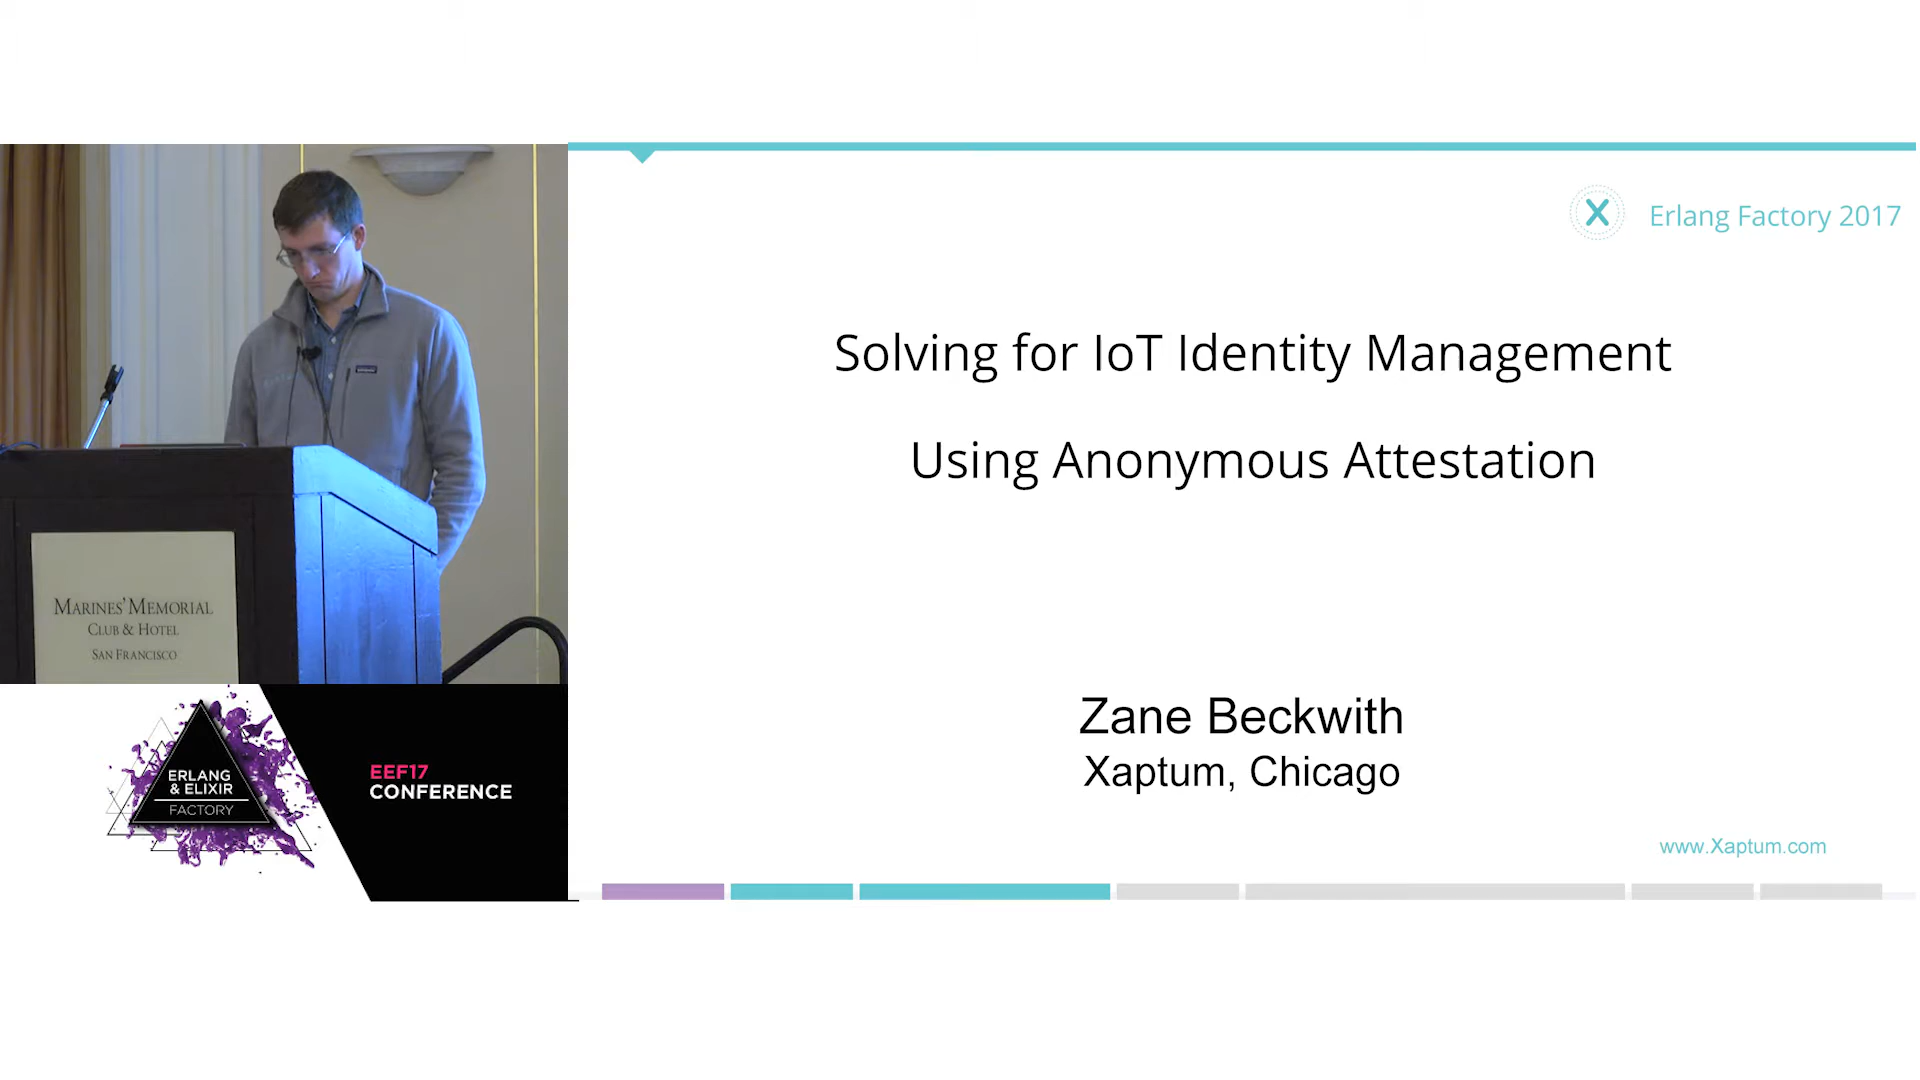 Erlang Factory 2017
Solving for IoT Identity Management
Using Anonymous Attestation
Zane Beckwith
Xaptum, Chicago
www.Xaptum.com
MARINES' MEMORIAL
CLUB & HOTEL
SAN FRANCISCO
ERLANG
& ELIXIR
FACTORY
EEF17
CONFERENCE